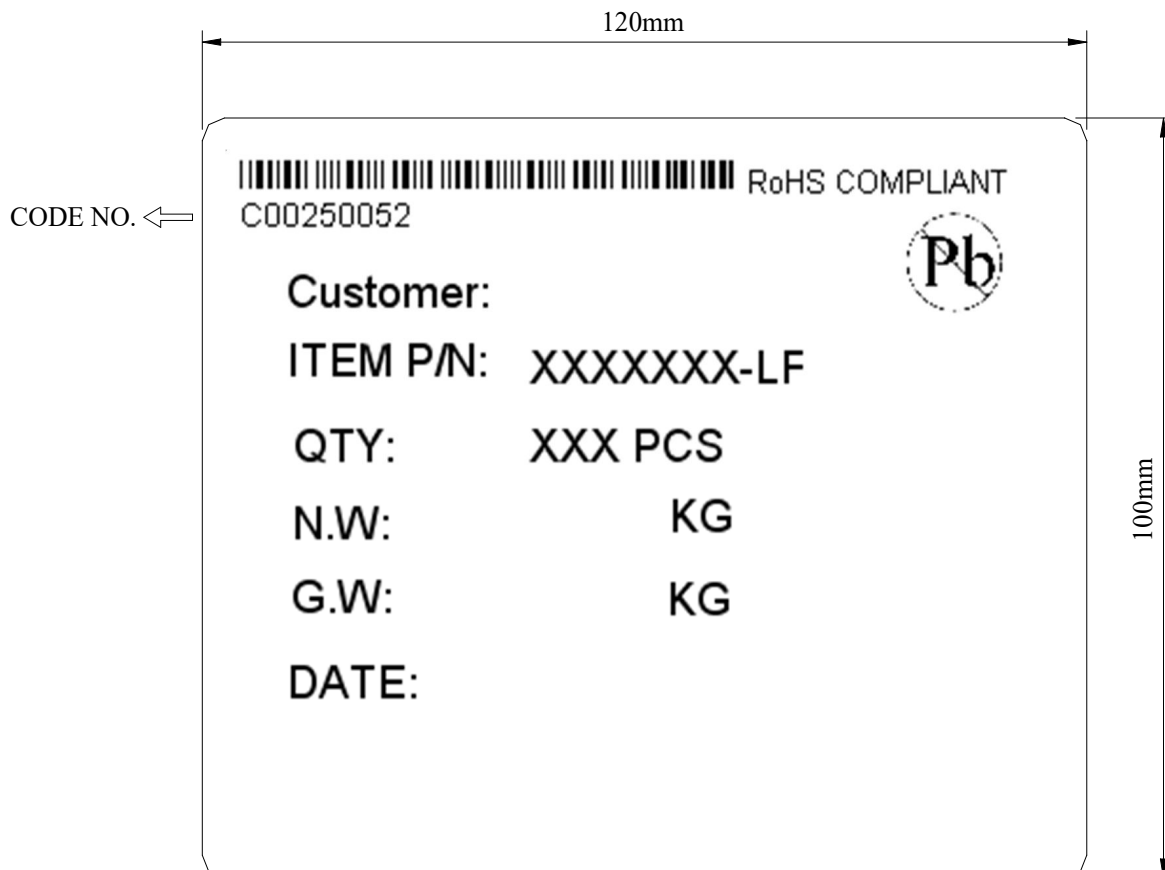 120mm
RoHS COMPLIANT
CODE NO.
C00250052
Pb
Customer:
ITEM P/N: XXXXXXX-LF
QTY: XXX PCS
N.W: KG
G.W: KG
DATE:
100mm